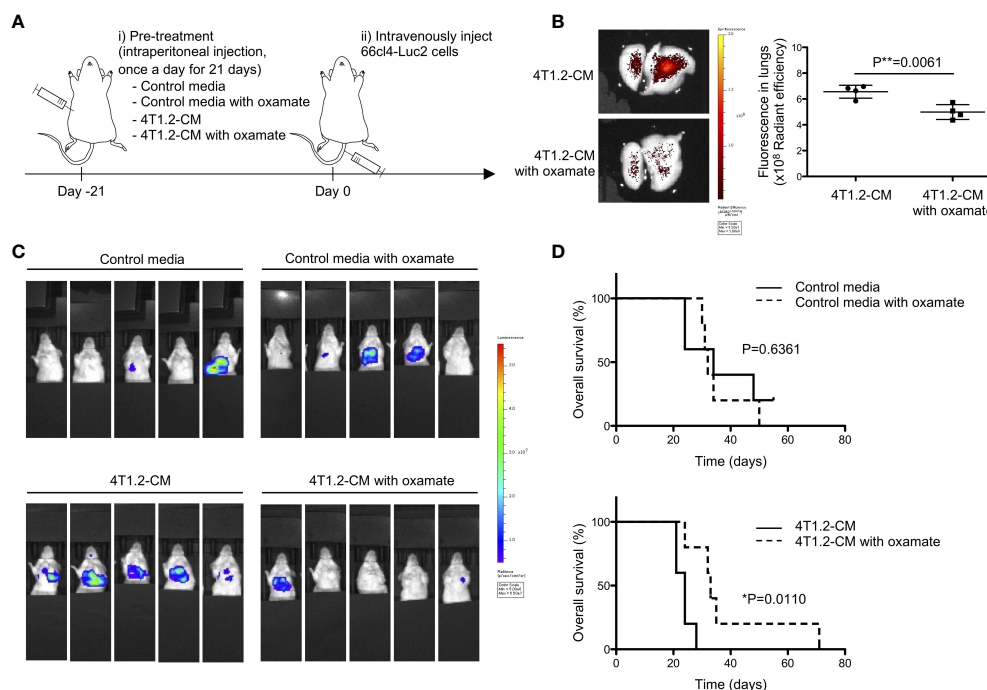 A
i) Pre-treatment
(intraperitoneal injection,
once a day for 21 days)
- Control media
- Control media with oxamate
- 4T1.2-CM
- 4T1.2-CM with oxamate
ii) Intravenously inject
66cl4-Luc2 cells
Day -21
Day 0
B
4T1.2-CM
4T1.2-CM
with oxamate
Fluorescence in lungs
(x10⁸ Radiant efficiency)
10
8
6
4
2
0
P**=0.0061
4T1.2-CM
4T1.2-CM
with oxamate
C
Control media
Control media with oxamate
Luminescence
4T1.2-CM
4T1.2-CM with oxamate
Color Scale
D
Overall survival (%)
100
50
0
Control media
Control media with oxamate
P=0.6361
0 20 40 60 80
Time (days)
Overall survival (%)
100
50
0
4T1.2-CM
4T1.2-CM with oxamate
*P=0.0110
0 20 40 60 80
Time (days)